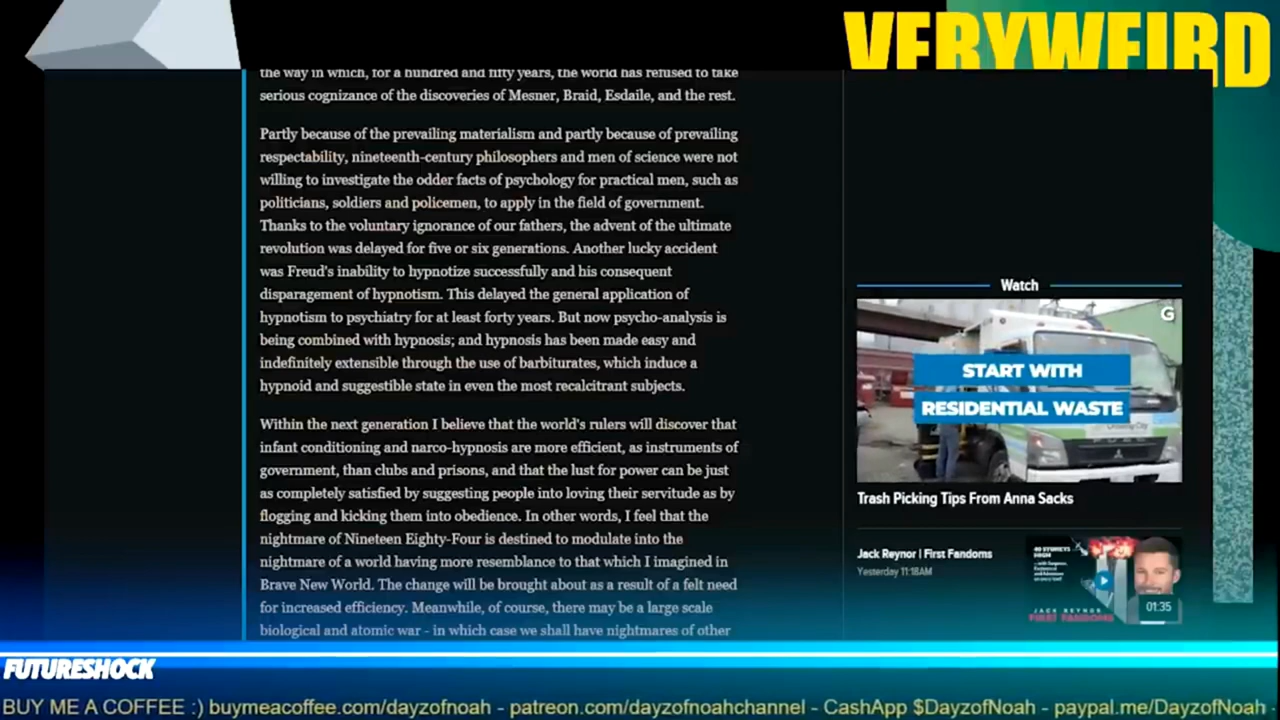 VERYWEIRD
the way in which, for a hundred and fifty years, the world has refused to take
serious cognizance of the discoveries of Mesner, Braid, Esdaile, and the rest.
Partly because of the prevailing materialism and partly because of prevailing
respectability, nineteenth-century philosophers and men of science were not
willing to investigate the odder facts of psychology for practical men, such as
politicians, soldiers and policemen, to apply in the field of government.
Thanks to the voluntary ignorance of our fathers, the advent of the ultimate
revolution was delayed for five or six generations. Another lucky accident
was Freud's inability to hypnotize successfully and his consequent
disparagement of hypnotism. This delayed the general application of
hypnotism to psychiatry for at least forty years. But now psycho-analysis is
being combined with hypnosis; and hypnosis has been made easy and
indefinitely extensible through the use of barbiturates, which induce a
hypnoid and suggestible state in even the most recalcitrant subjects.
Within the next generation I believe that the world's rulers will discover that
infant conditioning and narco-hypnosis are more efficient, as instruments of
government, than clubs and prisons, and that the lust for power can be just
as completely satisfied by suggesting people into loving their servitude as by
flogging and kicking them into obedience. In other words, I feel that the
nightmare of Nineteen Eighty-Four is destined to modulate into the
nightmare of a world having more resemblance to that which I imagined in
Brave New World. The change will be brought about as a result of a felt need
for increased efficiency. Meanwhile, of course, there may be a large scale
biological and atomic war - in which case we shall have nightmares of other
Watch
G
START WITH
RESIDENTIAL WASTE
Trash Picking Tips From Anna Sacks
Jack Reynor | First Fandoms
Yesterday 11:18AM
01:35
JACK REYNOR
FIRST FANDOMS
FUTURESHOCK
BUY ME A COFFEE :) buymeacoffee.com/dayzofnoah - patreon.com/dayzofnoahchannel - CashApp $DayzofNoah - paypal.me/DayzofNoah -